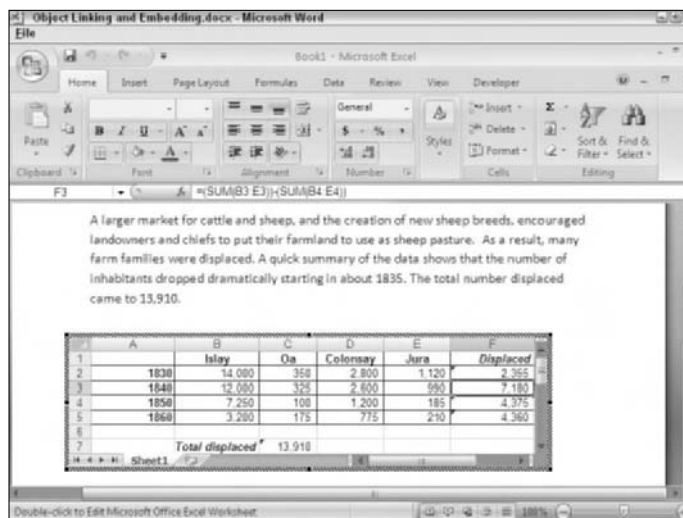 Object Linking and Embedding.docx - Microsoft Word
File
Book1 - Microsoft Excel
Home Insert Page Layout Formulas Data Review View Developer
Paste
B I U A A
A
General
$ % ,
Styles
Insert
Delete
Format
Σ
Sort & Filter
Find & Select
Clipboard Font Alignment Number Cells Editing
F3 fx =(SUM(B3:E3))-(SUM(B4:E4))
A larger market for cattle and sheep, and the creation of new sheep breeds, encouraged
landowners and chiefs to put their farmland to use as sheep pasture. As a result, many
farm families were displaced. A quick summary of the data shows that the number of
inhabitants dropped dramatically starting in about 1835. The total number displaced
came to 13,910.
A B C D E F
1 Islay Oa Colonsay Jura Displaced
2 1830 14,000 350 2,800 1,120 2,355
3 1840 12,000 325 2,600 990 7,180
4 1850 7,250 100 1,200 185 4,375
5 1860 3,200 175 775 210 4,360
6
7 Total displaced 13,910
Sheet1
Double-click to Edit Microsoft Office Excel Worksheet 100%